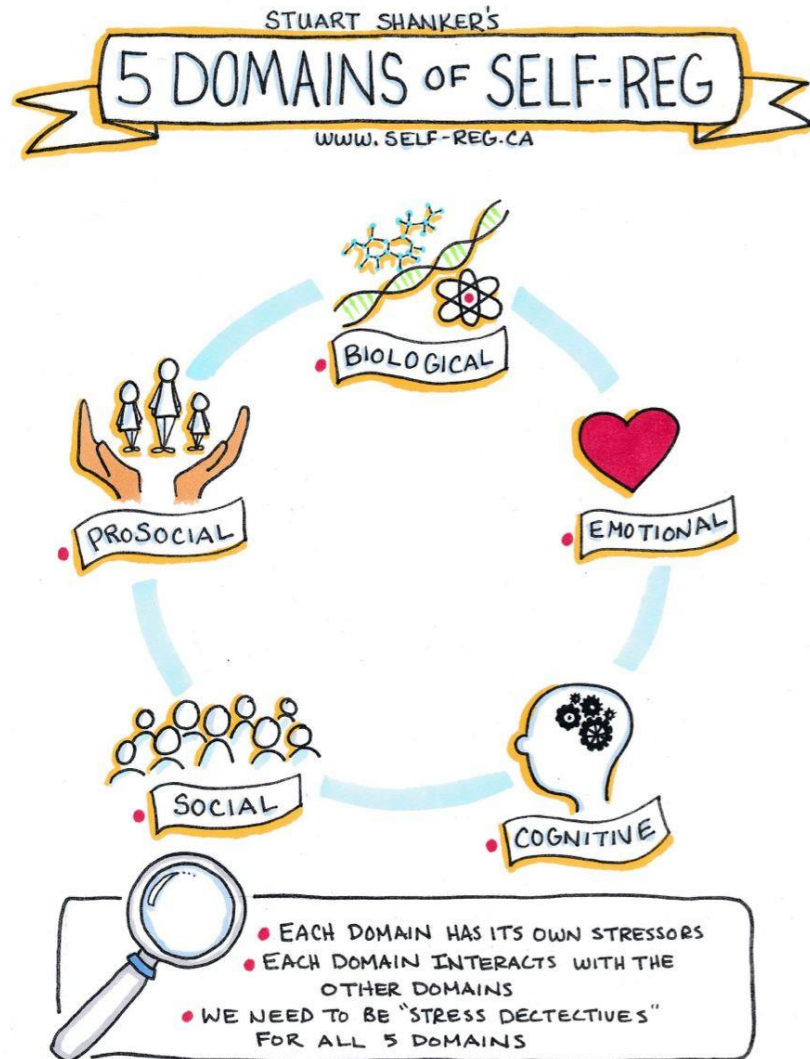 STUART SHANKER'S
5 DOMAINS OF SELF-REG
WWW.SELF-REG.CA
BIOLOGICAL
EMOTIONAL
COGNITIVE
SOCIAL
PROSOCIAL
• EACH DOMAIN HAS ITS OWN STRESSORS
• EACH DOMAIN INTERACTS WITH THE
OTHER DOMAINS
• WE NEED TO BE "STRESS DECTECTIVES"
FOR ALL 5 DOMAINS